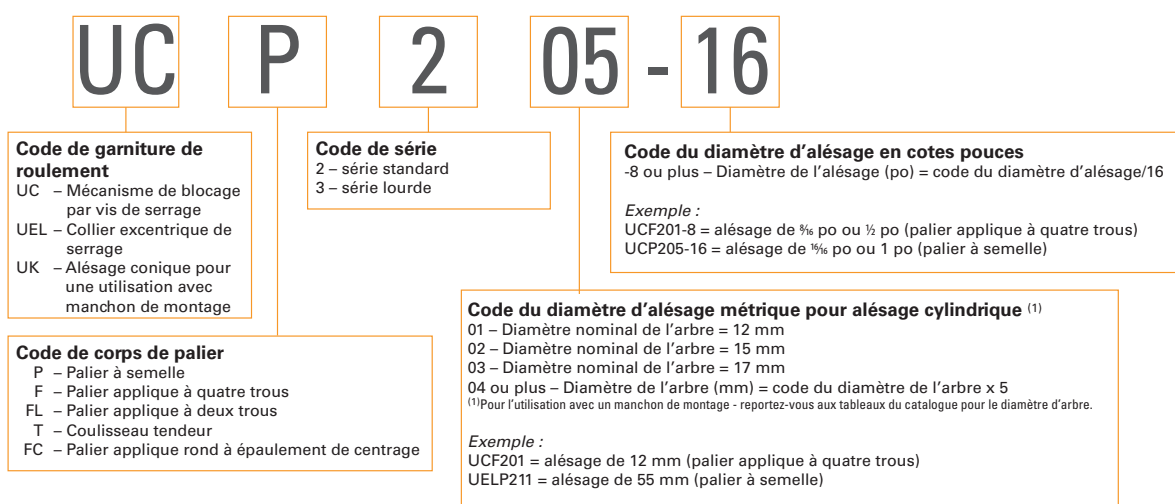 UC P 2 05 - 16
Code de garniture de
roulement
UC – Mécanisme de blocage
par vis de serrage
UEL – Collier excentrique de
serrage
UK – Alésage conique pour
une utilisation avec
manchon de montage
Code de corps de palier
P – Palier à semelle
F – Palier applique à quatre trous
FL – Palier applique à deux trous
T – Coulisseau tendeur
FC – Palier applique rond à épaulement de centrage
Code de série
2 – série standard
3 – série lourde
Code du diamètre d'alésage en cotes pouces
-8 ou plus – Diamètre de l'alésage (po) = code du diamètre d'alésage/16
Exemple :
UCF201-8 = alésage de 8/16 po ou 1/2 po (palier applique à quatre trous)
UCP205-16 = alésage de 16/16 po ou 1 po (palier à semelle)
Code du diamètre d'alésage métrique pour alésage cylindrique (1)
01 – Diamètre nominal de l'arbre = 12 mm
02 – Diamètre nominal de l'arbre = 15 mm
03 – Diamètre nominal de l'arbre = 17 mm
04 ou plus – Diamètre de l'arbre (mm) = code du diamètre de l'arbre x 5
(1)Pour l'utilisation avec un manchon de montage - reportez-vous aux tableaux du catalogue pour le diamètre d'arbre.
Exemple :
UCF201 = alésage de 12 mm (palier applique à quatre trous)
UELP211 = alésage de 55 mm (palier à semelle)